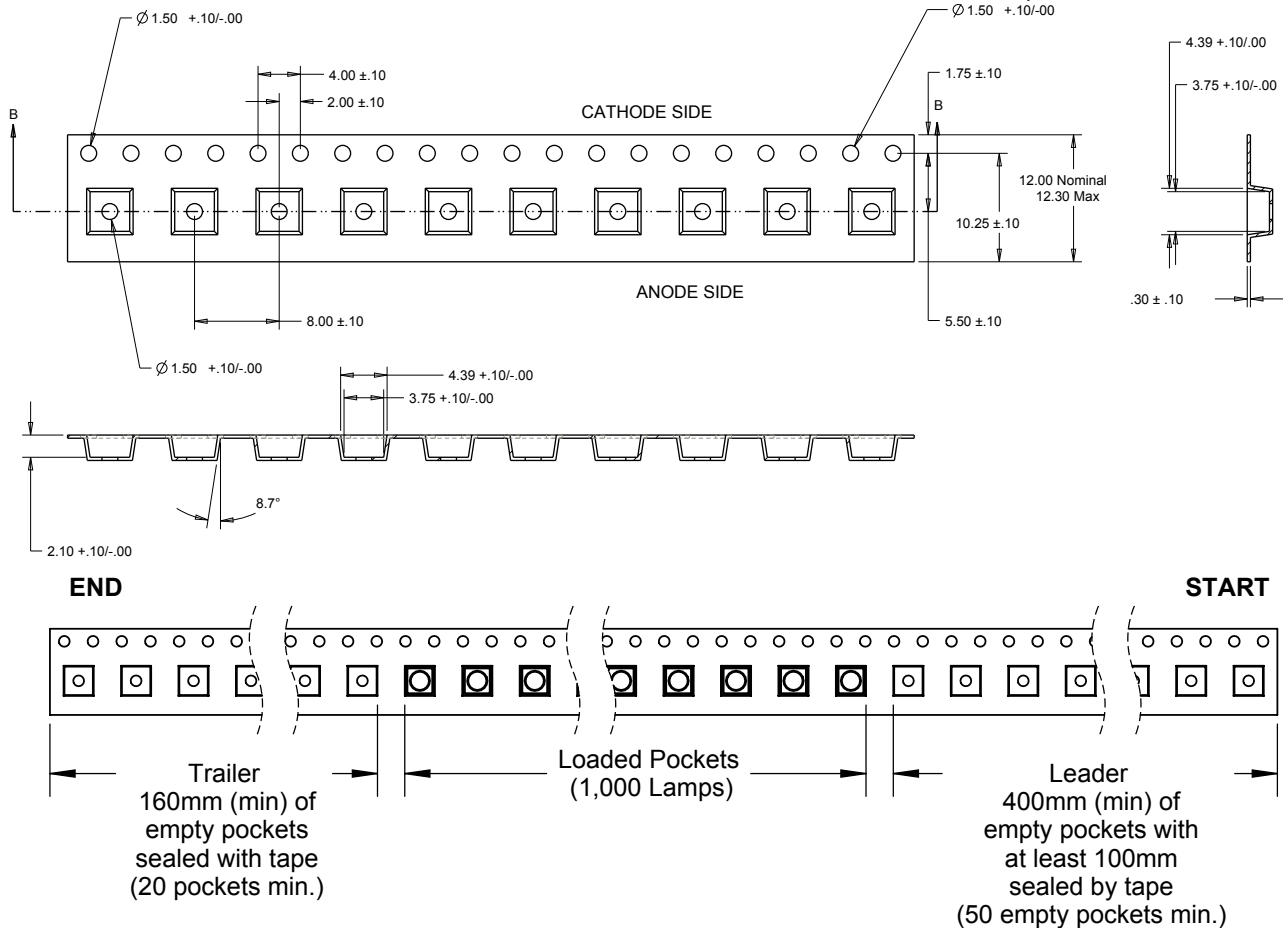 Ø 1.50 +.10/-.00
Ø 1.50 +.10/-00
4.39 +.10/.00
4.00 ±.10
1.75 ±.10
3.75 +.10/-.00
2.00 ±.10
CATHODE SIDE
B
B
12.00 Nominal
12.30 Max
10.25 ±.10
ANODE SIDE
.30 ± .10
8.00 ±.10
5.50 ±.10
Ø 1.50 +.10/-.00
4.39 +.10/-.00
3.75 +.10/-.00
8.7°
2.10 +.10/-.00
END
START
Trailer
160mm (min) of
empty pockets
sealed with tape
(20 pockets min.)
Loaded Pockets
(1,000 Lamps)
Leader
400mm (min) of
empty pockets with
at least 100mm
sealed by tape
(50 empty pockets min.)